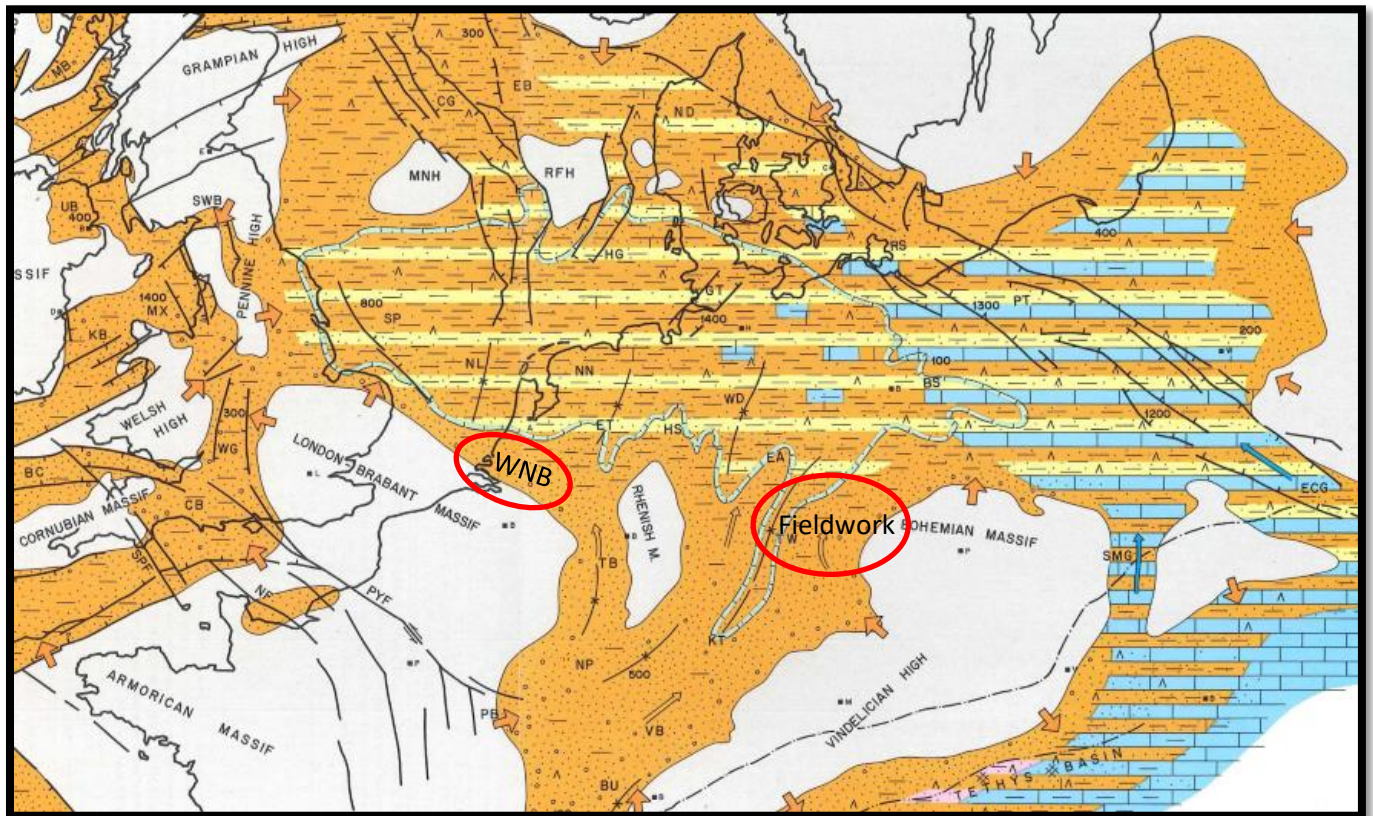 GRAMPIAN HIGH
300
MB
CG
EB
ND
MNH
RFH
UB
400
SWB
PENNINE HIGH
400
RS
HG
SSIF
1400
MX
800
SP
GT
1400
1300
PT
200
KB
NL
NN
100
BS
WD
1200
WELSH HIGH
300
WG
ET
HS
EA
BC
LONDON-BRABANT MASSIF
WNB
RHENISH M.
Fieldwork
TW
BOHEMIAN MASSIF
ECG
CORNUBIAN MASSIF
CB
SPF
NF
PYF
TB
SMG
KT
NP
500
ARMORICAN MASSIF
PB
VB
VINDELICIAN HIGH
BU
TETHYS BASIN